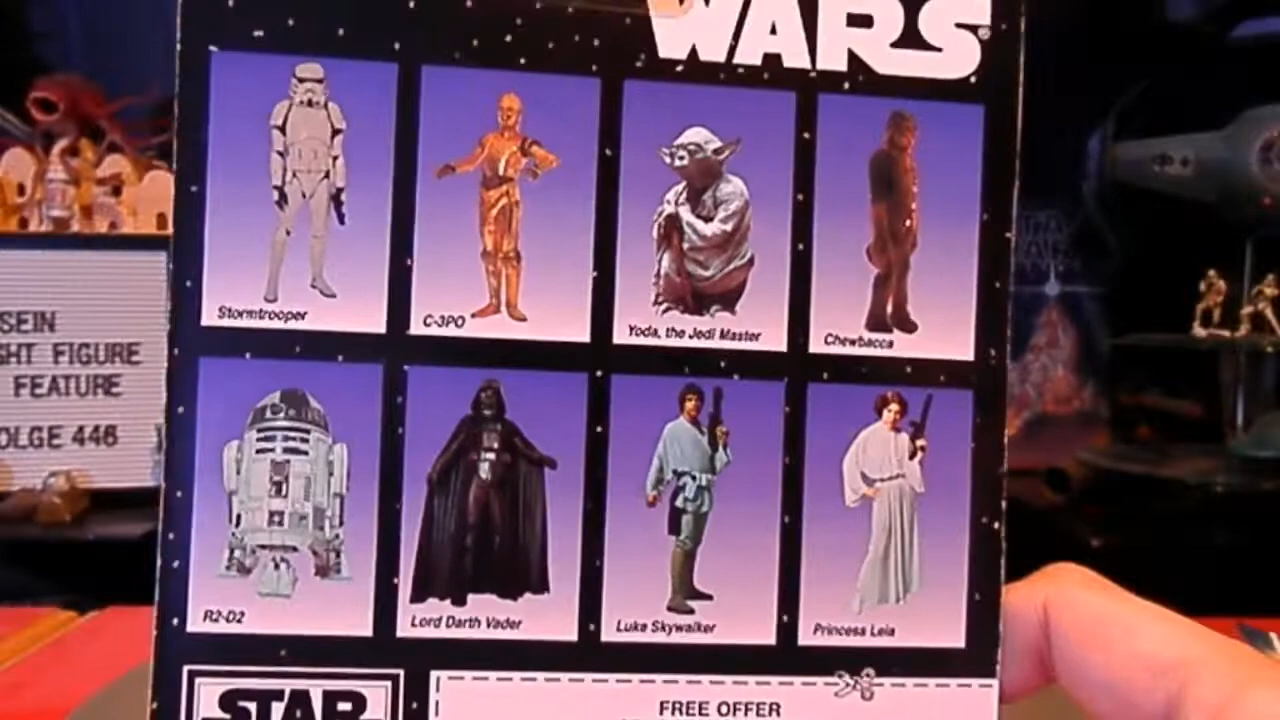 WARS®
Stormtrooper
C-3PO
Yoda, the Jedi Master
Chewbacca
R2-D2
Lord Darth Vader
Luke Skywalker
Princess Leia
STAR
FREE OFFER
SEIN
GHT FIGURE
FEATURE
OLGE 446